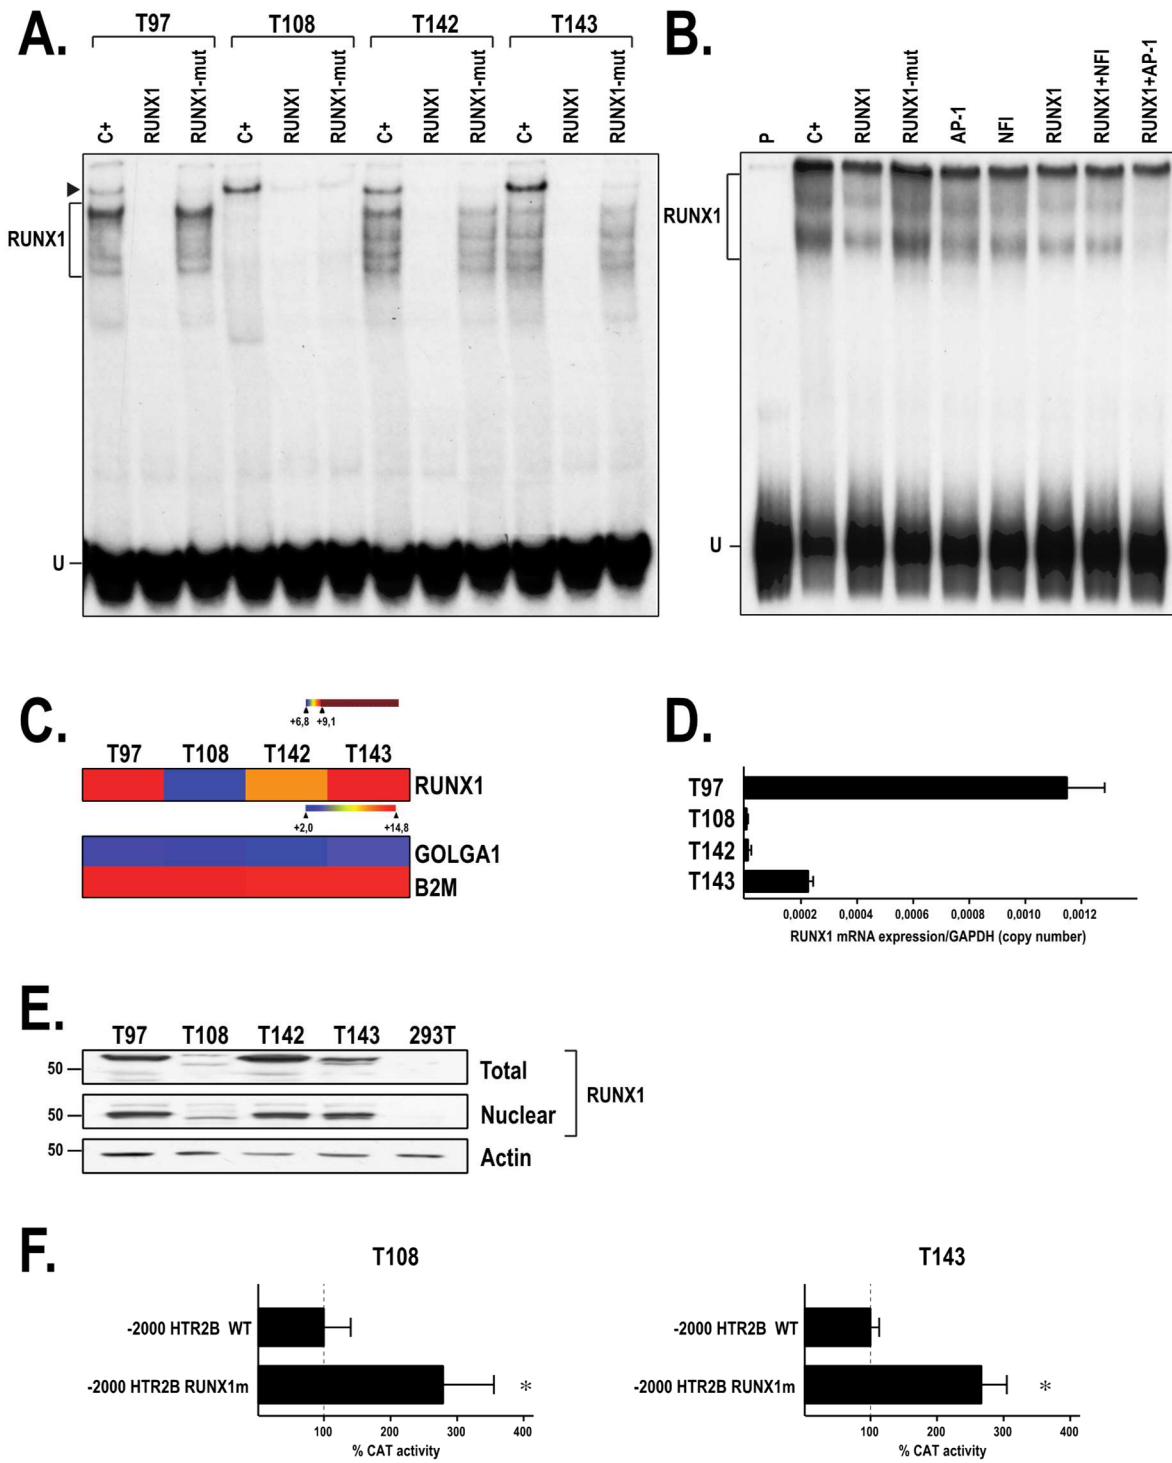 A.
T97 T108 T142 T143
C+ RUNX1 RUNX1-mut C+ RUNX1 RUNX1-mut C+ RUNX1 RUNX1-mut C+ RUNX1 RUNX1-mut
RUNX1
U
B.
P C+ RUNX1 RUNX1-mut AP-1 NFI RUNX1 RUNX1+NFI RUNX1+AP-1
RUNX1
U
C.
+6,8 +9,1
T97 T108 T142 T143
RUNX1
+2,0 +14,8
GOLGA1
B2M
D.
T97
T108
T142
T143
0,0002 0,0004 0,0006 0,0008 0,0010 0,0012
RUNX1 mRNA expression/GAPDH (copy number)
E.
T97 T108 T142 T143 293T
50 Total
RUNX1
50 Nuclear
50 Actin
F.
T108
-2000 HTR2B WT
-2000 HTR2B RUNX1m
*
100 200 300 400
% CAT activity
T143
-2000 HTR2B WT
-2000 HTR2B RUNX1m
*
100 200 300 400
% CAT activity